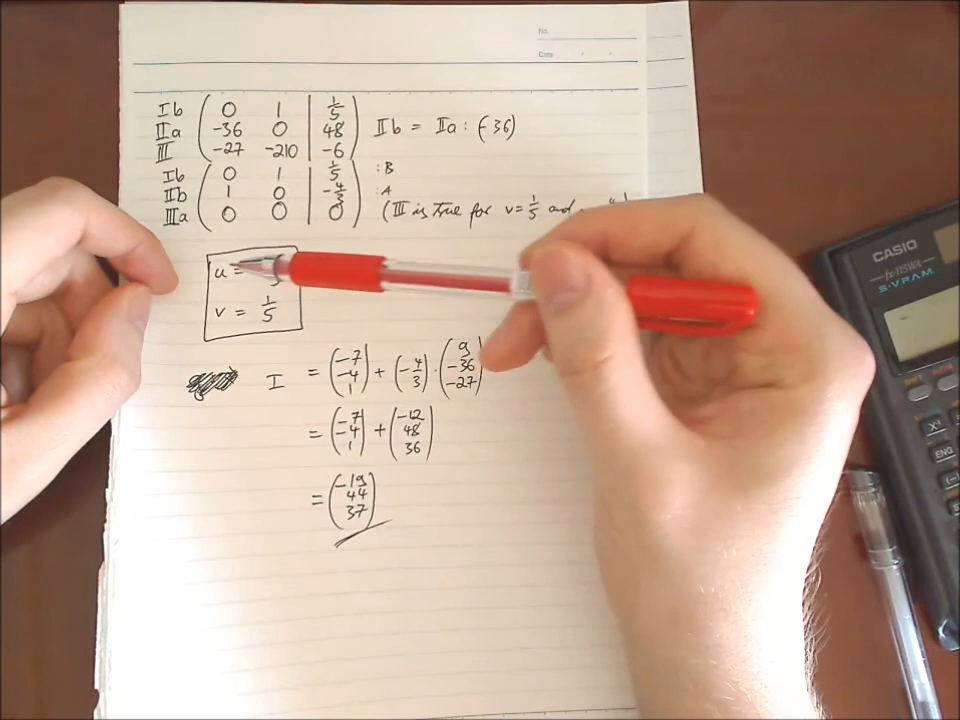 No.
Date
Ib ( 0 1 | 1/5 )
IIa ( -36 0 | 48 ) IIb = IIa : (-36)
III ( -27 -210 | -6 )
Ib ( 0 1 | 1/5 ) :B
IIb ( 1 0 | -4/3 ) :A
IIIa ( 0 0 | 0 ) (III is true for v = 1/5 and
u =
v = 1/5
I = (-7 -4 1) + (-4/3) · (9 -36 -27)
= (-7 -4 1) + (-12 48 36)
= (-19 44 37)
CASIO
S-V.P.A.M.
x²
ENG
(-)